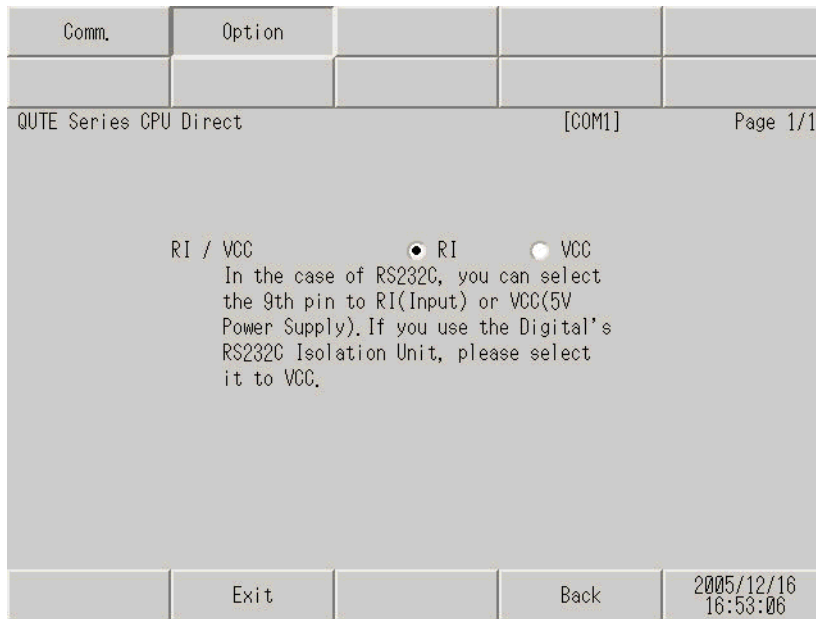 Comm. Option
QUTE Series CPU Direct [COM1] Page 1/1
RI / VCC RI VCC
In the case of RS232C, you can select
the 9th pin to RI(Input) or VCC(5V
Power Supply).If you use the Digital's
RS232C Isolation Unit, please select
it to VCC.
Exit Back 2005/12/16
16:53:06